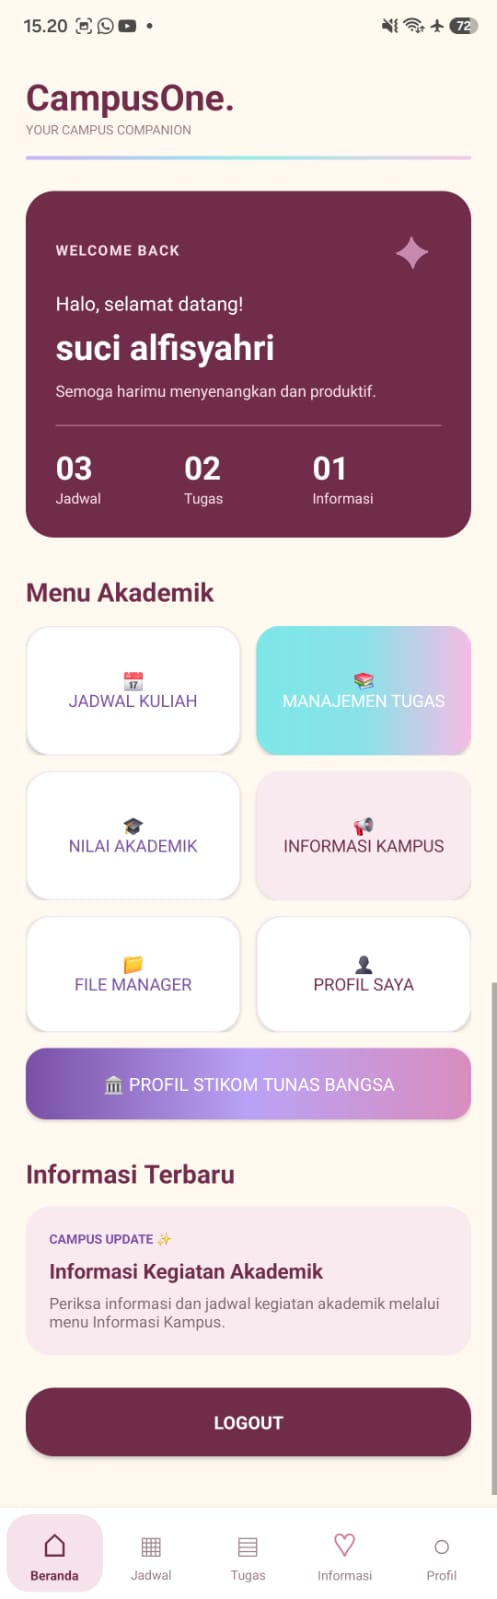 15.20
72
CampusOne.
YOUR CAMPUS COMPANION
WELCOME BACK
Halo, selamat datang!
suci alfisyahri
Semoga harimu menyenangkan dan produktif.
03 02 01
Jadwal Tugas Informasi
Menu Akademik
17
JADWAL KULIAH
MANAJEMEN TUGAS
NILAI AKADEMIK
INFORMASI KAMPUS
FILE MANAGER
PROFIL SAYA
PROFIL STIKOM TUNAS BANGSA
Informasi Terbaru
CAMPUS UPDATE
Informasi Kegiatan Akademik
Periksa informasi dan jadwal kegiatan akademik melalui
menu Informasi Kampus.
LOGOUT
Beranda Jadwal Tugas Informasi Profil